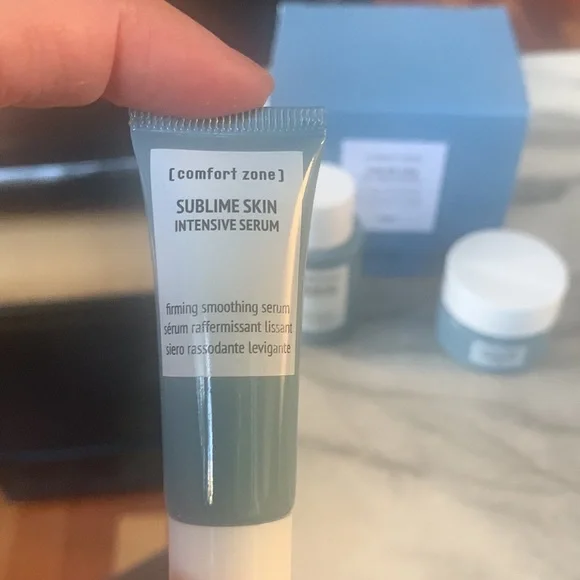 [ comfort zone ]
SUBLIME SKIN
INTENSIVE SERUM
firming smoothing serum
sérum raffermissant lissant
siero rassodante levigante